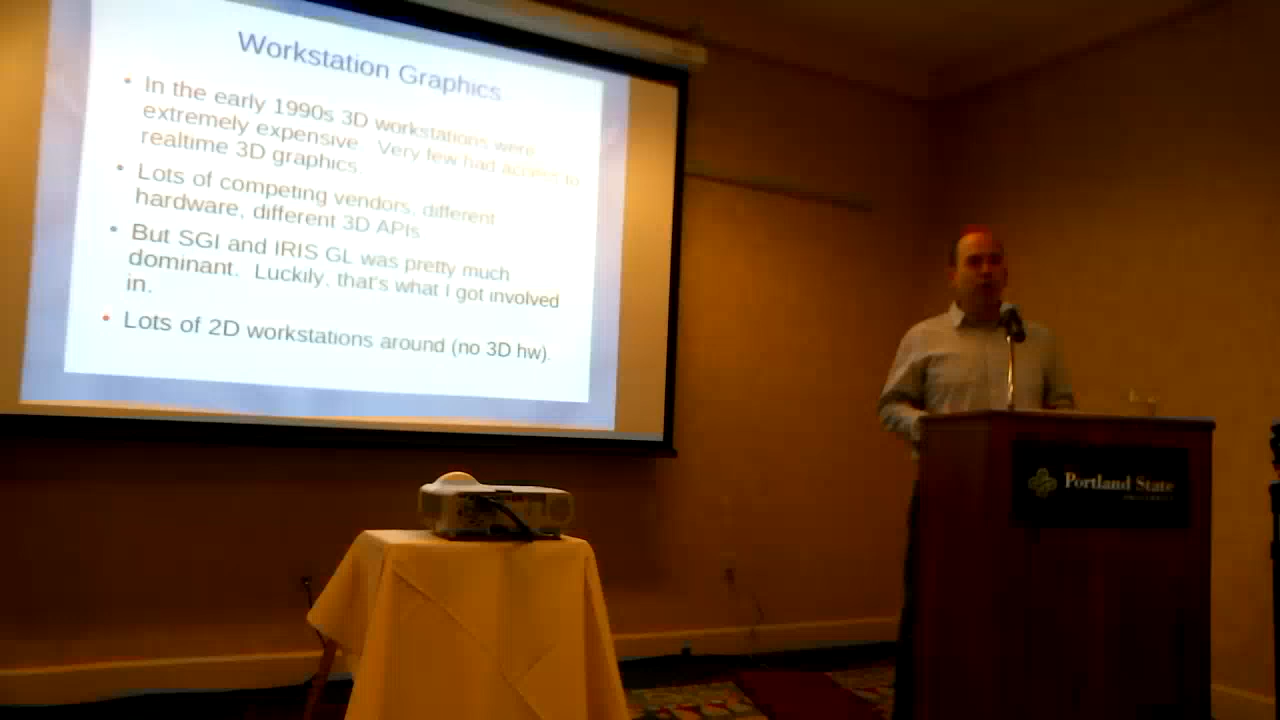 Workstation Graphics
• In the early 1990s 3D workstations were
extremely expensive. Very few had access to
realtime 3D graphics.
• Lots of competing vendors, different
hardware, different 3D APIs
• But SGI and IRIS GL was pretty much
dominant. Luckily, that's what I got involved
in.
• Lots of 2D workstations around (no 3D hw).
Portland State
UNIVERSITY